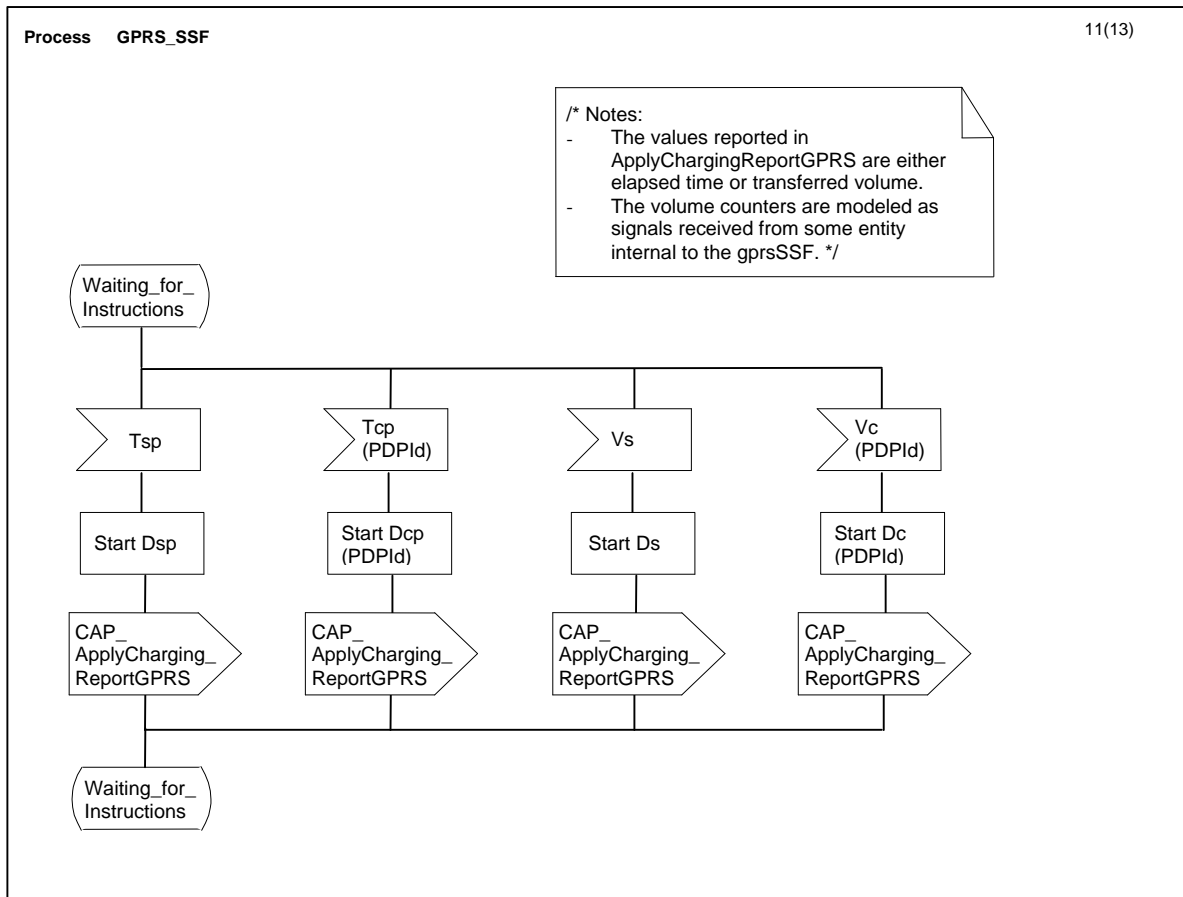 Process GPRS_SSF
11(13)
/* Notes:
- The values reported in
ApplyChargingReportGPRS are either
elapsed time or transferred volume.
- The volume counters are modeled as
signals received from some entity
internal to the gprsSSF. */
Waiting_for_
Instructions
Tsp
Tcp
(PDPId)
Vs
Vc
(PDPId)
Start Dsp
Start Dcp
(PDPId)
Start Ds
Start Dc
(PDPId)
CAP_
ApplyCharging_
ReportGPRS
CAP_
ApplyCharging_
ReportGPRS
CAP_
ApplyCharging_
ReportGPRS
CAP_
ApplyCharging_
ReportGPRS
Waiting_for_
Instructions